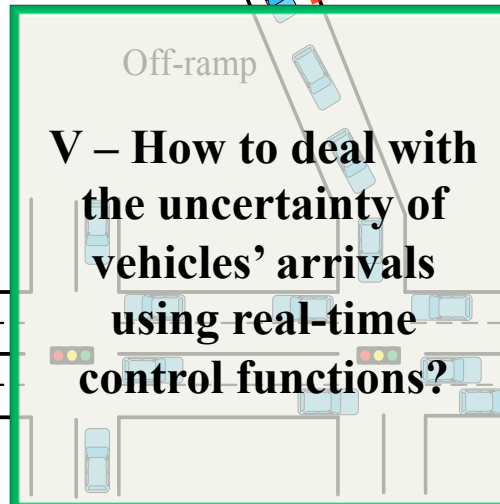 Off-ramp
V – How to deal with
the uncertainty of
vehicles’ arrivals
using real-time
control functions?